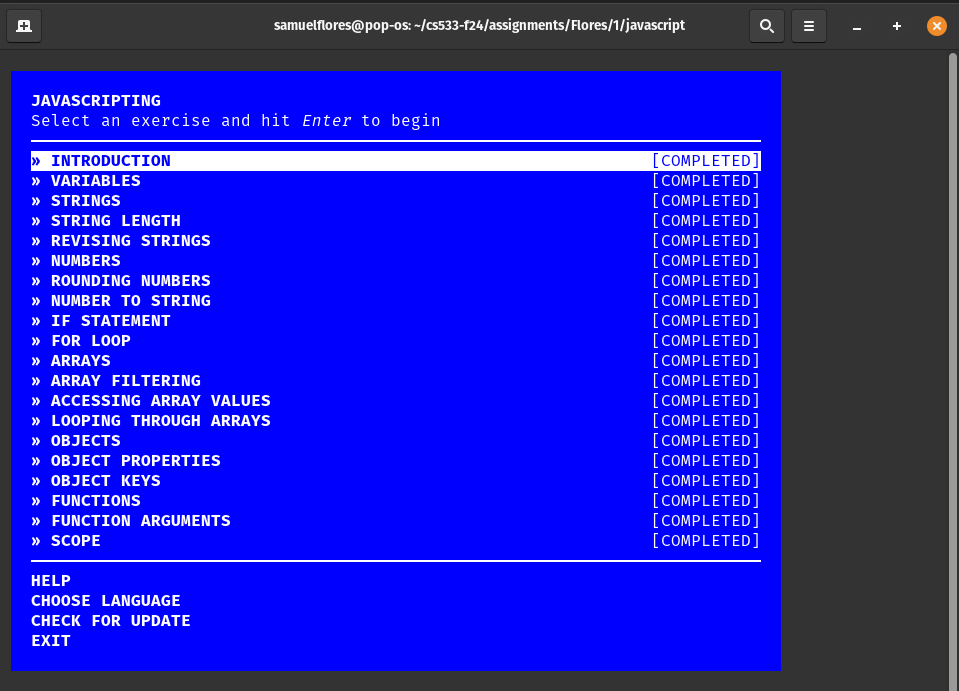 samuelflores@pop-os: ~/cs533-f24/assignments/Flores/1/javascript
JAVASCRIPTING
Select an exercise and hit Enter to begin
» INTRODUCTION [COMPLETED]
» VARIABLES [COMPLETED]
» STRINGS [COMPLETED]
» STRING LENGTH [COMPLETED]
» REVISING STRINGS [COMPLETED]
» NUMBERS [COMPLETED]
» ROUNDING NUMBERS [COMPLETED]
» NUMBER TO STRING [COMPLETED]
» IF STATEMENT [COMPLETED]
» FOR LOOP [COMPLETED]
» ARRAYS [COMPLETED]
» ARRAY FILTERING [COMPLETED]
» ACCESSING ARRAY VALUES [COMPLETED]
» LOOPING THROUGH ARRAYS [COMPLETED]
» OBJECTS [COMPLETED]
» OBJECT PROPERTIES [COMPLETED]
» OBJECT KEYS [COMPLETED]
» FUNCTIONS [COMPLETED]
» FUNCTION ARGUMENTS [COMPLETED]
» SCOPE [COMPLETED]
HELP
CHOOSE LANGUAGE
CHECK FOR UPDATE
EXIT